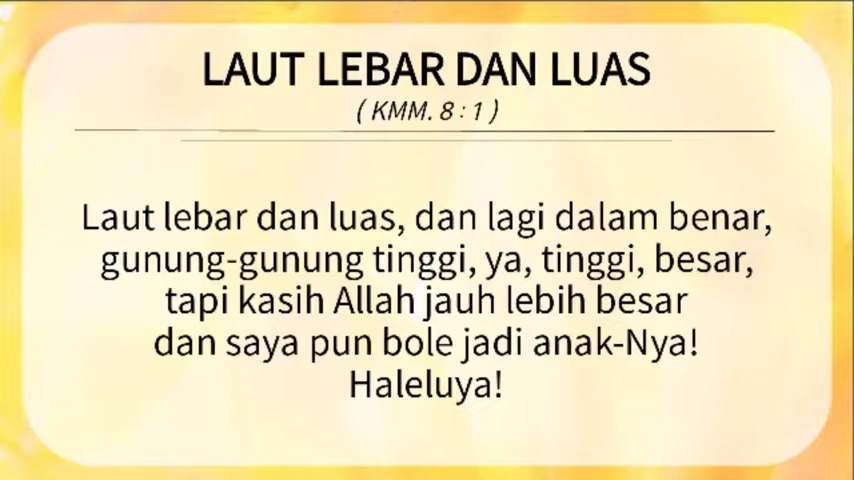 LAUT LEBAR DAN LUAS
( KMM. 8 : 1 )
Laut lebar dan luas, dan lagi dalam benar,
gunung-gunung tinggi, ya, tinggi, besar,
tapi kasih Allah jauh lebih besar
dan saya pun bole jadi anak-Nya!
Haleluya!